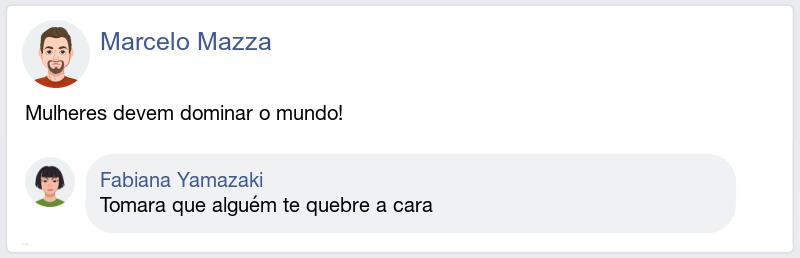 Marcelo Mazza
Mulheres devem dominar o mundo!
Fabiana Yamazaki
Tomara que alguém te quebre a cara